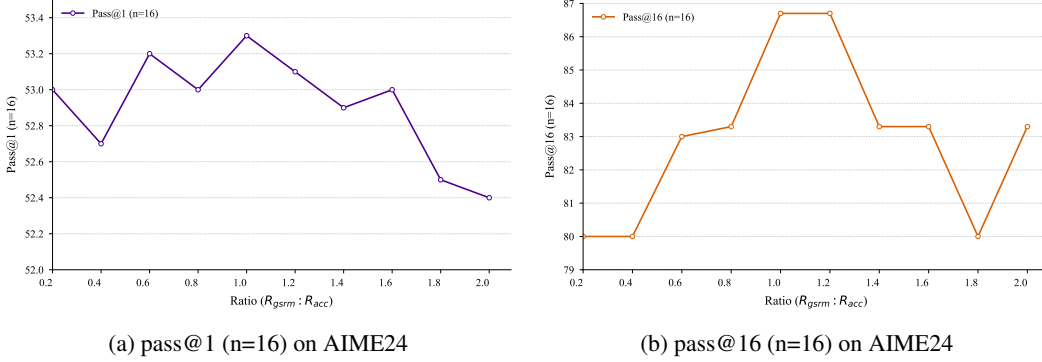 Pass@1 (n=16)
53.4
53.2
53.0
52.8
52.6
52.4
52.2
52.0
Pass@1 (n=16)
0.2 0.4 0.6 0.8 1.0 1.2 1.4 1.6 1.8 2.0
Ratio (R_gsrm : R_acc)
(a) pass@1 (n=16) on AIME24
Pass@16 (n=16)
87
86
85
84
83
82
81
80
79
Pass@16 (n=16)
0.2 0.4 0.6 0.8 1.0 1.2 1.4 1.6 1.8 2.0
Ratio (R_gsrm : R_acc)
(b) pass@16 (n=16) on AIME24